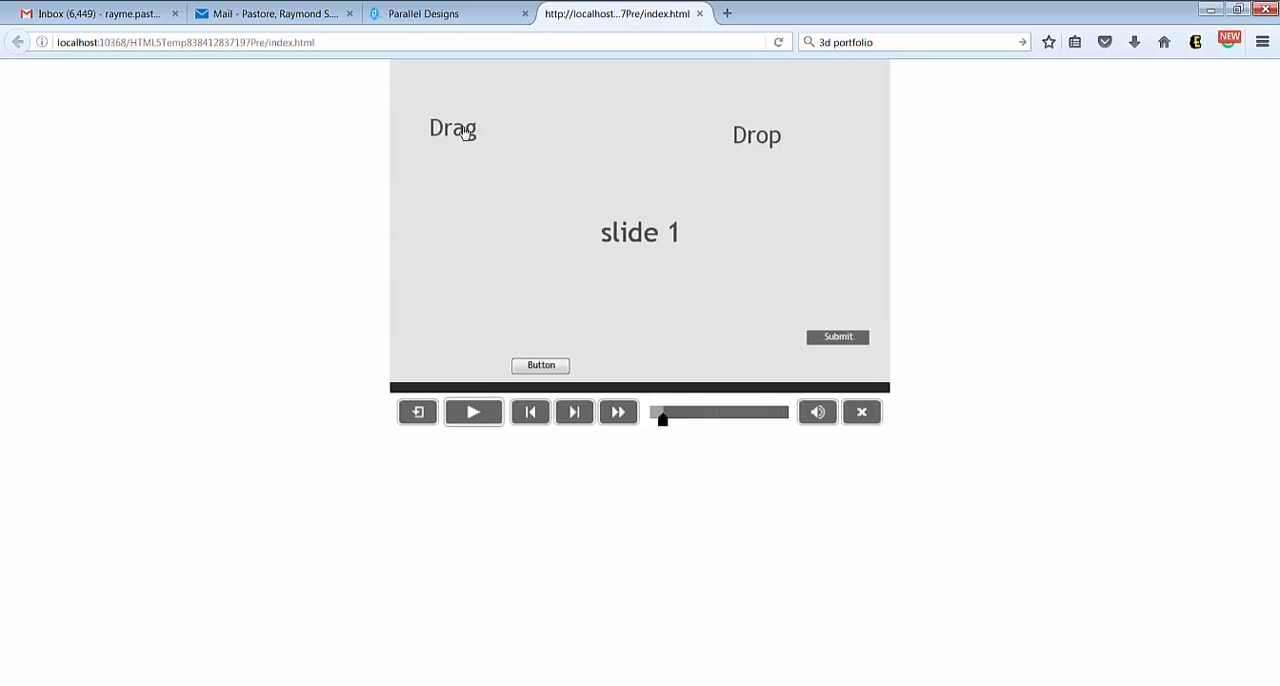 Inbox (6,449) - rayme.past...
Mail - Pastore, Raymond S....
Parallel Designs
http://localhost...7Pre/index.html
localhost:10368/HTML5Temp838412837197Pre/index.html
3d portfolio
NEW
Drag
Drop
slide 1
Submit
Button